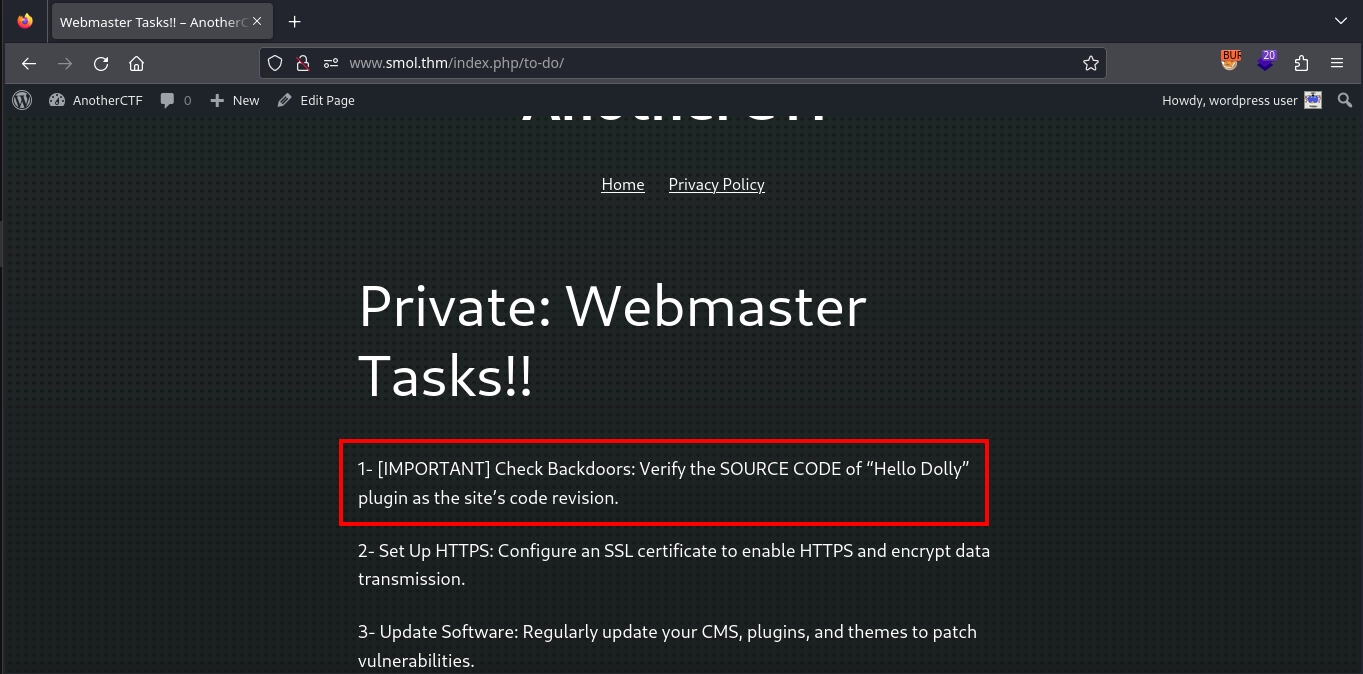 Webmaster Tasks!! – AnotherC
www.smol.thm/index.php/to-do/
BUR
20
AnotherCTF
0
New
Edit Page
Howdy, wordpress user
AnotherCTF
Home
Privacy Policy
Private: Webmaster
Tasks!!
1- [IMPORTANT] Check Backdoors: Verify the SOURCE CODE of “Hello Dolly”
plugin as the site’s code revision.
2- Set Up HTTPS: Configure an SSL certificate to enable HTTPS and encrypt data
transmission.
3- Update Software: Regularly update your CMS, plugins, and themes to patch
vulnerabilities.